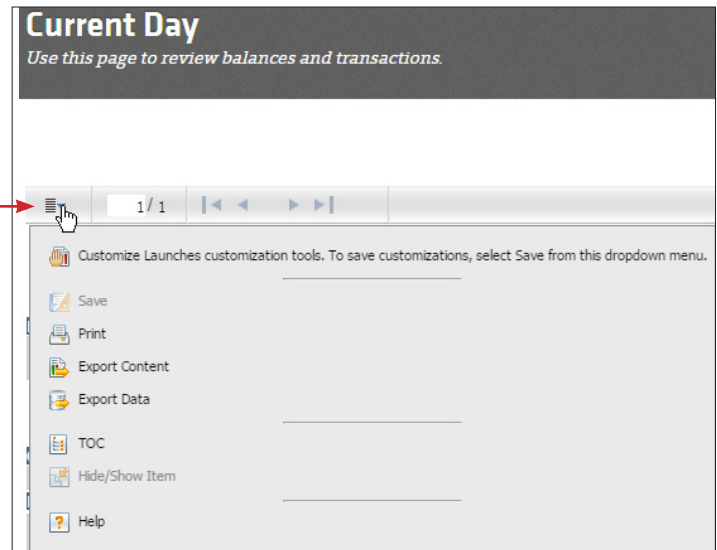 Current Day
Use this page to review balances and transactions.
1/ 1
Customize Launches customization tools. To save customizations, select Save from this dropdown menu.
Save
Print
Export Content
Export Data
TOC
Hide/Show Item
Help